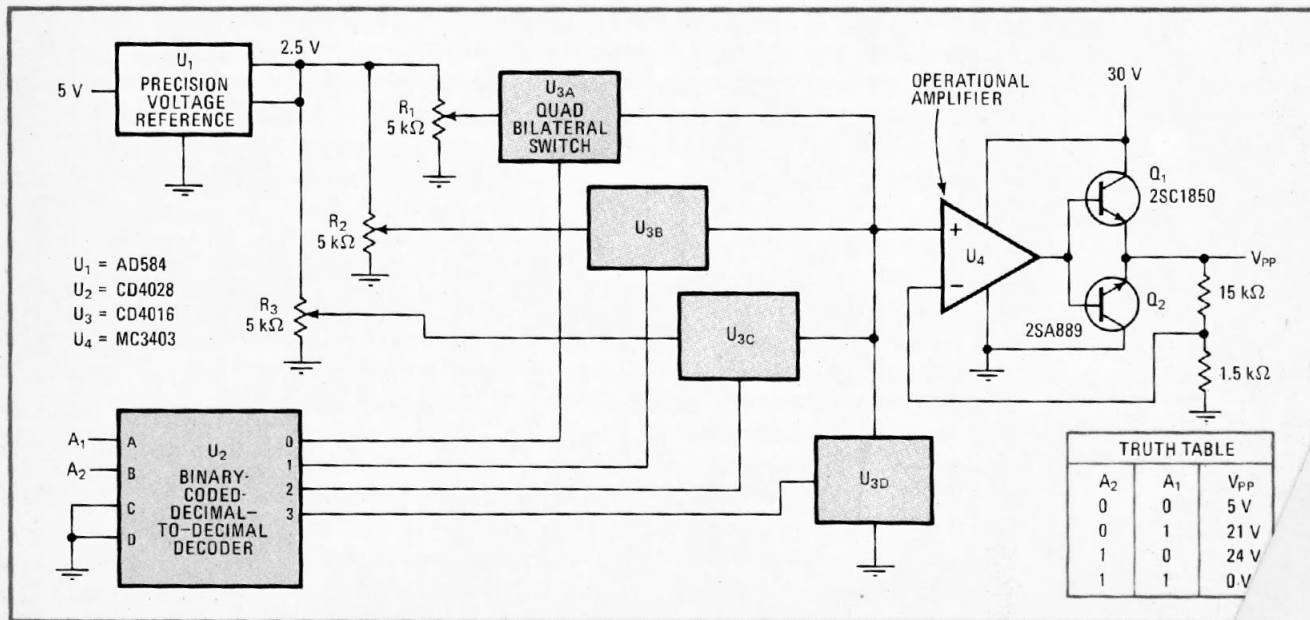 U1
PRECISION
VOLTAGE
REFERENCE
5 V
2.5 V
R1
5 kΩ
U3A
QUAD
BILATERAL
SWITCH
R2
5 kΩ
U3B
R3
5 kΩ
U3C
U3D
U1 = AD584
U2 = CD4028
U3 = CD4016
U4 = MC3403
A1
A2
A
B
C
D
U2
BINARY-
CODED-
DECIMAL–
TO–DECIMAL
DECODER
0
1
2
3
OPERATIONAL
AMPLIFIER
+
−
U4
30 V
Q1
2SC1850
Q2
2SA889
VPP
15 kΩ
1.5 kΩ
TRUTH TABLE
A2 A1 VPP
0 0 5 V
0 1 21 V
1 0 24 V
1 1 0 V